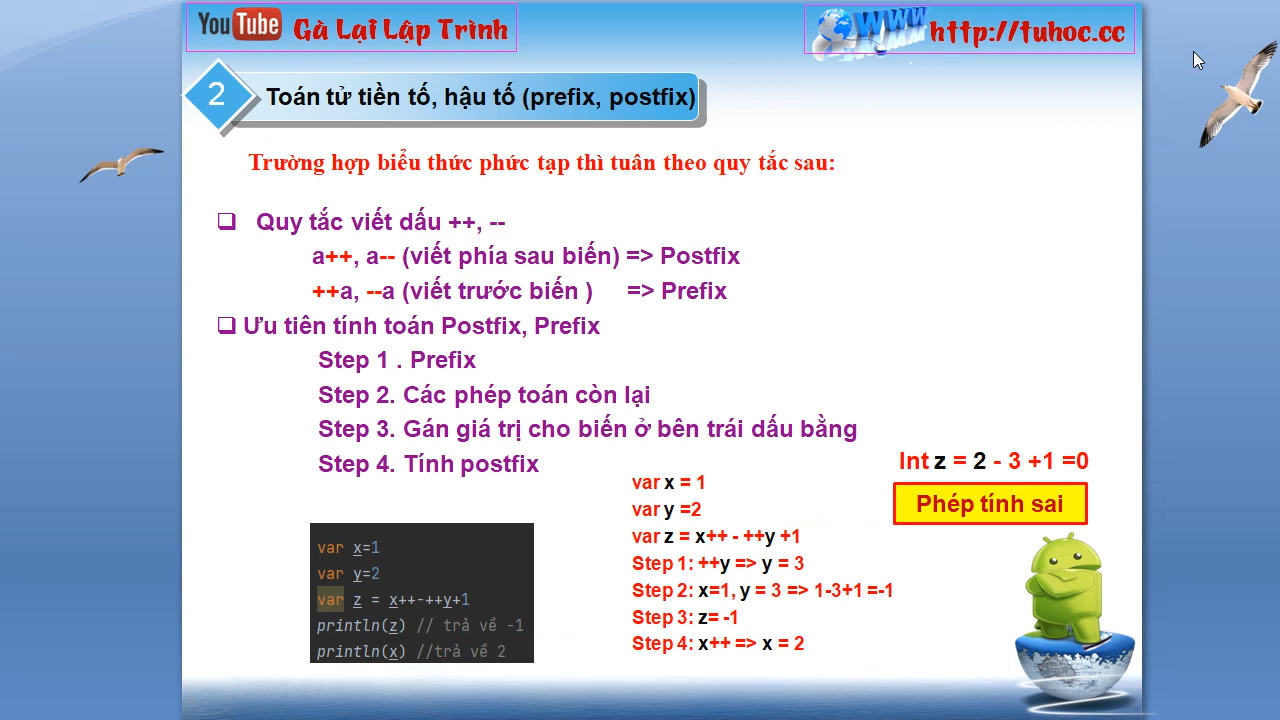 YouTube Gà Lại Lập Trình
WWW http://tuhoc.cc
2 Toán tử tiền tố, hậu tố (prefix, postfix)
Trường hợp biểu thức phức tạp thì tuân theo quy tắc sau:
❑ Quy tắc viết dấu ++, --
a++, a-- (viết phía sau biến) => Postfix
++a, --a (viết trước biến ) => Prefix
❑ Ưu tiên tính toán Postfix, Prefix
Step 1 . Prefix
Step 2. Các phép toán còn lại
Step 3. Gán giá trị cho biến ở bên trái dấu bằng
Step 4. Tính postfix
Int z = 2 - 3 +1 =0
Phép tính sai
var x = 1
var y =2
var z = x++ - ++y +1
Step 1: ++y => y = 3
Step 2: x=1, y = 3 => 1-3+1 =-1
Step 3: z= -1
Step 4: x++ => x = 2
var x=1
var y=2
var z = x++-++y+1
println(z) // trả về -1
println(x) //trả về 2